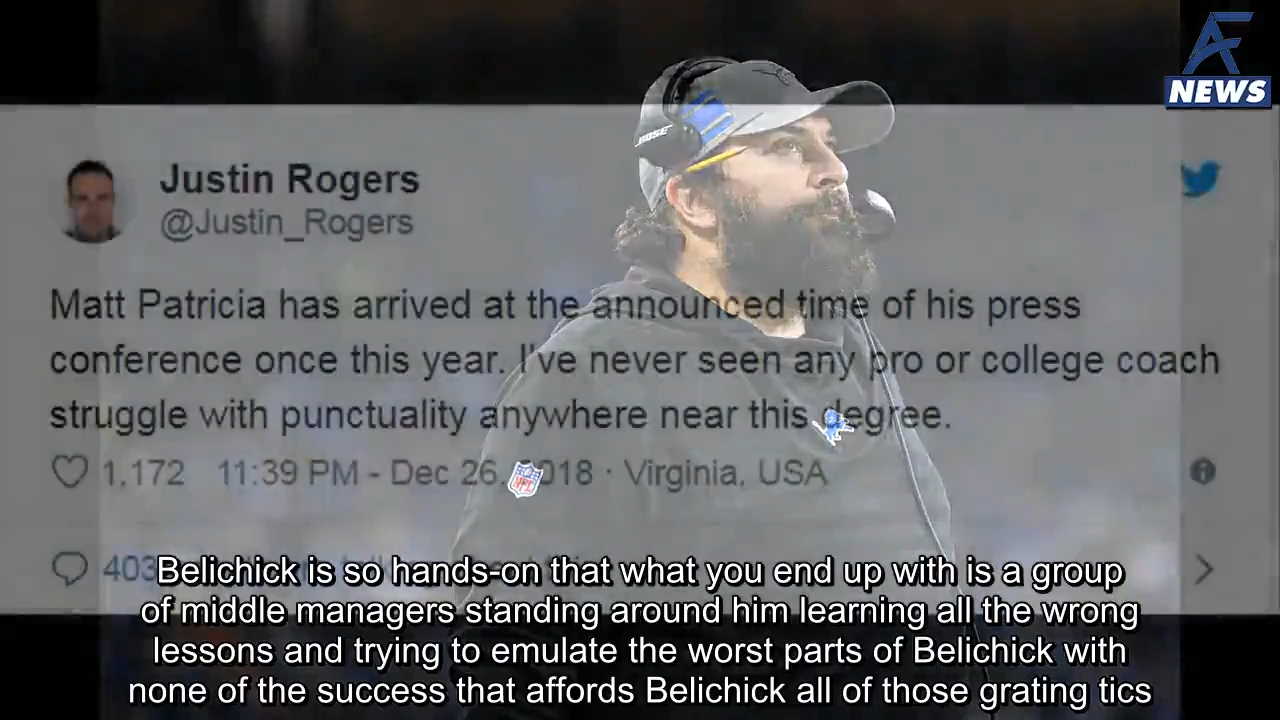 NEWS
BOSE
Justin Rogers
@Justin_Rogers
Matt Patricia has arrived at the announced time of his press
conference once this year. I've never seen any pro or college coach
struggle with punctuality anywhere near this degree.
1,172 11:39 PM - Dec 26, 2018 · Virginia, USA
NFL
403
Belichick is so hands-on that what you end up with is a group
of middle managers standing around him learning all the wrong
lessons and trying to emulate the worst parts of Belichick with
none of the success that affords Belichick all of those grating tics